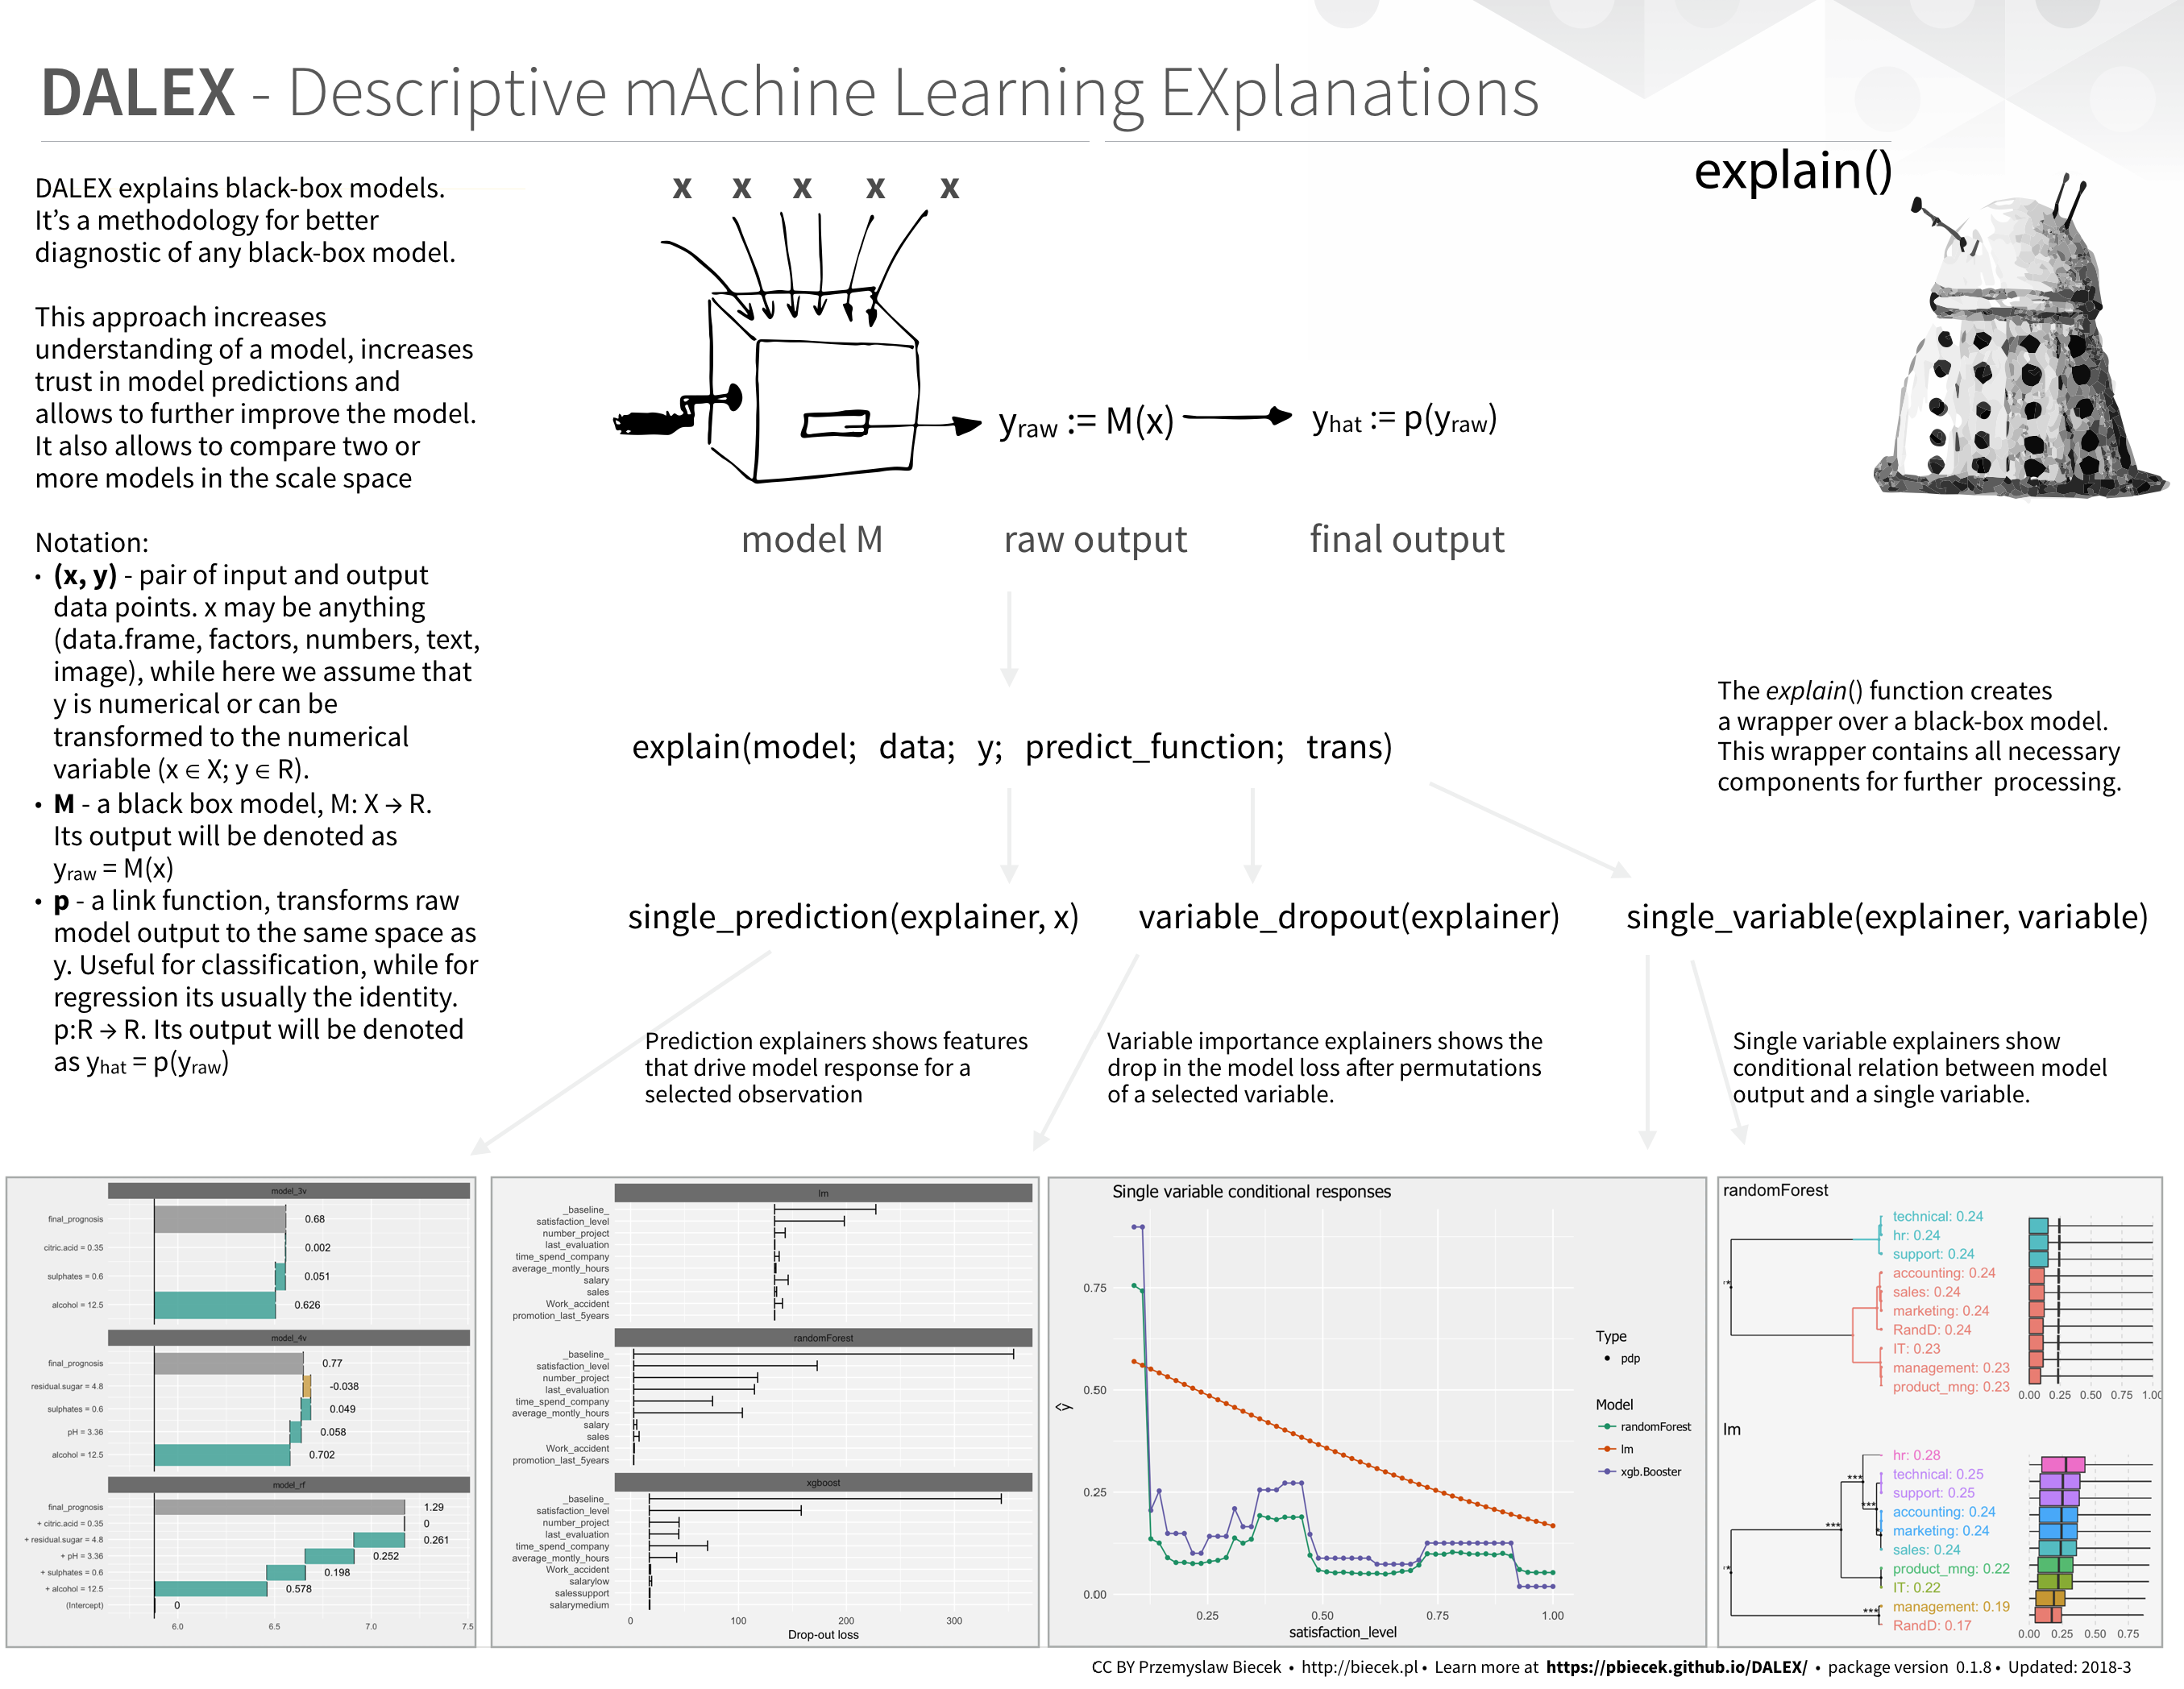 DALEX - Descriptive mAchine Learning EXplanations
DALEX explains black-box models.
It’s a methodology for better
diagnostic of any black-box model.
This approach increases
understanding of a model, increases
trust in model predictions and
allows to further improve the model.
It also allows to compare two or
more models in the scale space
Notation:
• (x, y) - pair of input and output
data points. x may be anything
(data.frame, factors, numbers, text,
image), while here we assume that
y is numerical or can be
transformed to the numerical
variable (x ∈ X; y ∈ R).
• M - a black box model, M: X → R.
Its output will be denoted as
yraw = M(x)
• p - a link function, transforms raw
model output to the same space as
y. Useful for classification, while for
regression its usually the identity.
p:R → R. Its output will be denoted
as yhat = p(yraw)
x x x x x
yraw := M(x)
yhat := p(yraw)
model M
raw output
final output
explain()
explain(model; data; y; predict_function; trans)
The explain() function creates
a wrapper over a black-box model.
This wrapper contains all necessary
components for further processing.
single_prediction(explainer, x)
variable_dropout(explainer)
single_variable(explainer, variable)
Prediction explainers shows features
that drive model response for a
selected observation
Variable importance explainers shows the
drop in the model loss after permutations
of a selected variable.
Single variable explainers show
conditional relation between model
output and a single variable.
model_3v
final_prognosis 0.68
citric.acid = 0.35 0.002
sulphates = 0.6 0.051
alcohol = 12.5 0.626
model_4v
final_prognosis 0.77
residual.sugar = 4.8 -0.038
sulphates = 0.6 0.049
pH = 3.36 0.058
alcohol = 12.5 0.702
model_rf
final_prognosis 1.29
+ citric.acid = 0.35 0
+ residual.sugar = 4.8 0.261
+ pH = 3.36 0.252
+ sulphates = 0.6 0.198
+ alcohol = 12.5 0.578
(Intercept) 0
6.0 6.5 7.0 7.5
lm
_baseline_
satisfaction_level
number_project
last_evaluation
time_spend_company
average_montly_hours
salary
sales
Work_accident
promotion_last_5years
randomForest
_baseline_
satisfaction_level
number_project
last_evaluation
time_spend_company
average_montly_hours
salary
sales
Work_accident
promotion_last_5years
xgboost
_baseline_
satisfaction_level
number_project
last_evaluation
time_spend_company
average_montly_hours
Work_accident
salarylow
salessupport
salarymedium
0 100 200 300
Drop-out loss
Single variable conditional responses
0.75
0.50
0.25
0.00
ŷ
0.25 0.50 0.75 1.00
satisfaction_level
Type
pdp
Model
randomForest
lm
xgb.Booster
randomForest
technical: 0.24
hr: 0.24
support: 0.24
accounting: 0.24
sales: 0.24
marketing: 0.24
RandD: 0.24
IT: 0.23
management: 0.23
product_mng: 0.23
0.00 0.25 0.50 0.75 1.00
lm
hr: 0.28
technical: 0.25
support: 0.25
accounting: 0.24
marketing: 0.24
sales: 0.24
product_mng: 0.22
IT: 0.22
management: 0.19
RandD: 0.17
***
***
***
***
0.00 0.25 0.50 0.75
CC BY Przemyslaw Biecek • http://biecek.pl • Learn more at https://pbiecek.github.io/DALEX/ • package version 0.1.8 • Updated: 2018-3